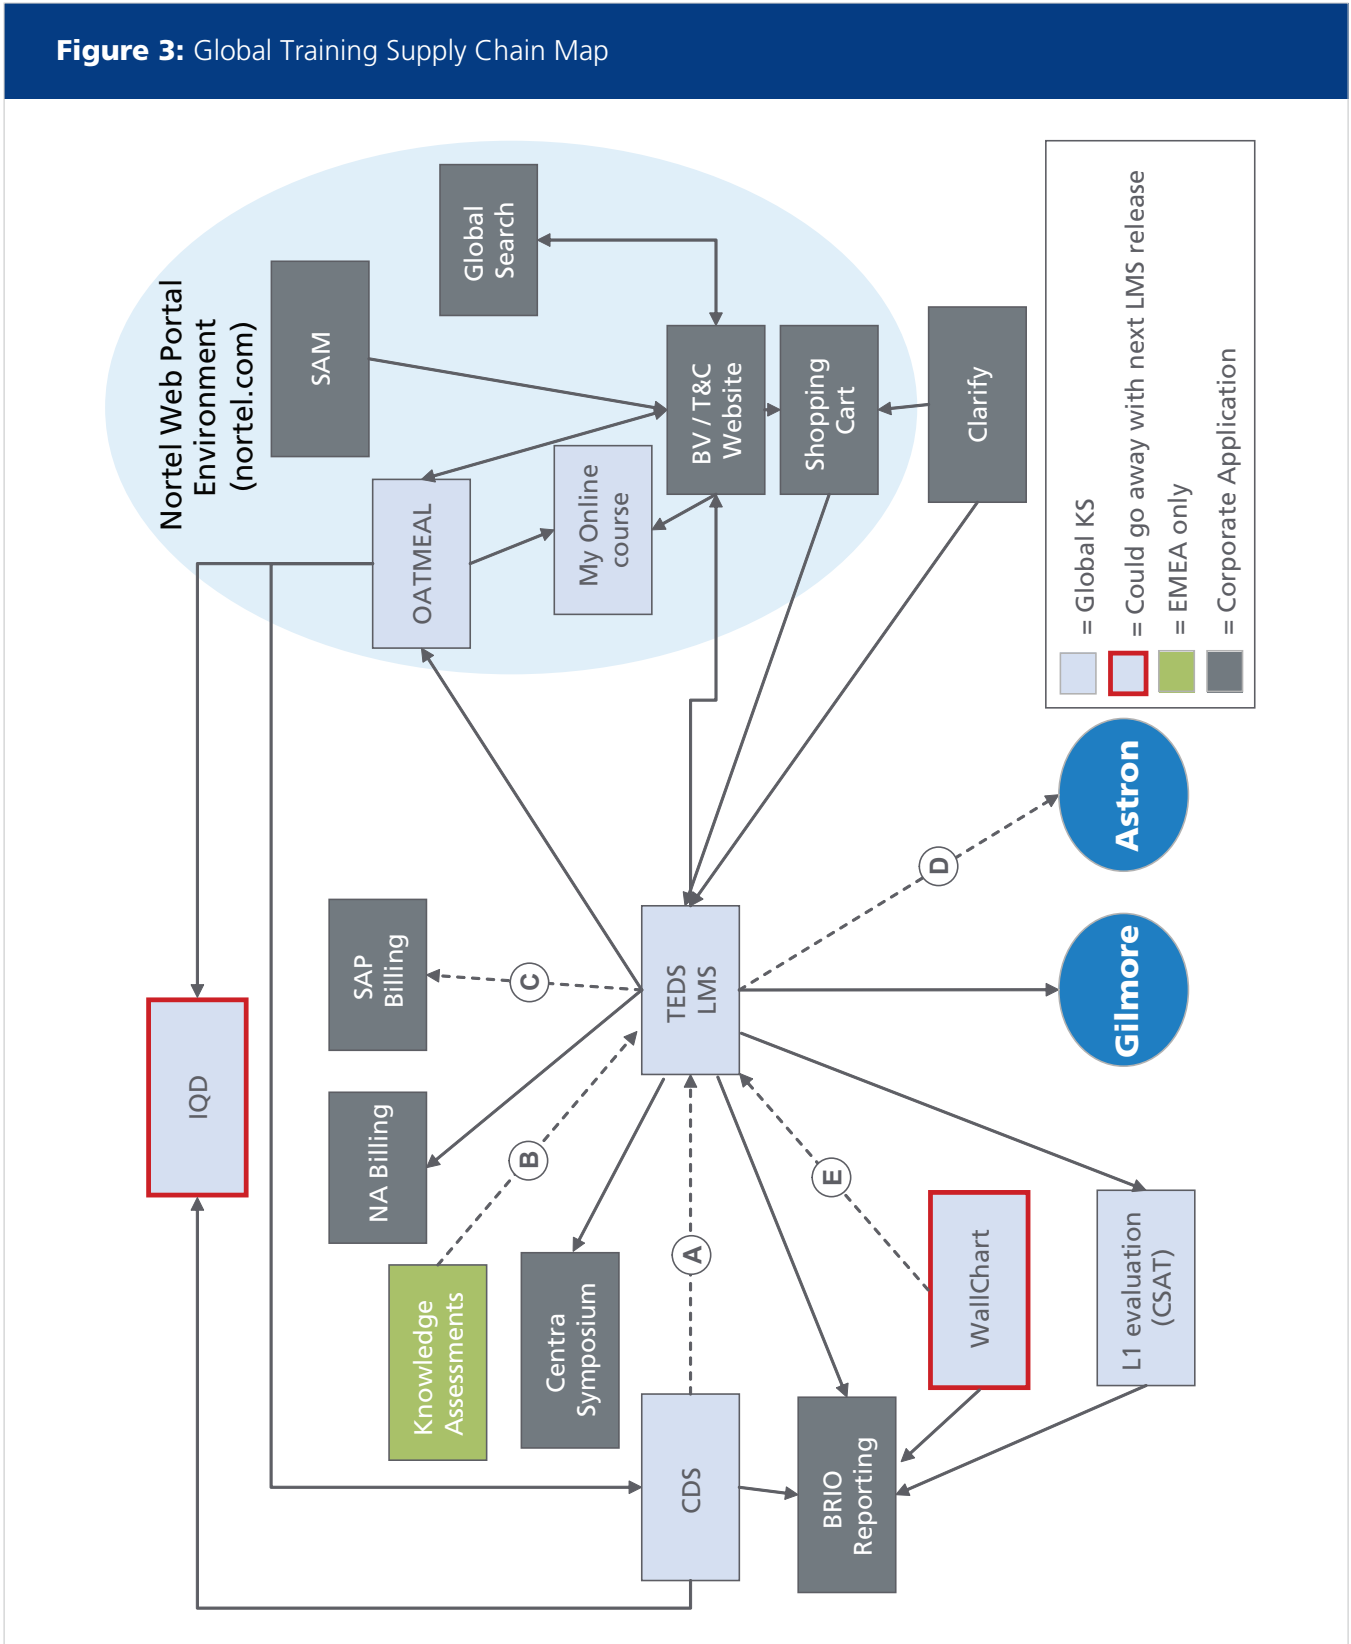 Figure 3: Global Training Supply Chain Map
Nortel Web Portal
Environment
(nortel.com)
SAM
Global
Search
OATMEAL
My Online
course
BV / T&C
Website
Shopping
Cart
Clarify
= Global KS
= Could go away with next LMS release
= EMEA only
= Corporate Application
IQD
SAP
Billing
NA Billing
C
B
TEDS
LMS
D
Astron
Gilmore
Knowledge
Assessments
Centra
Symposium
A
E
CDS
BRIO
Reporting
WallChart
L1 evaluation
(CSAT)